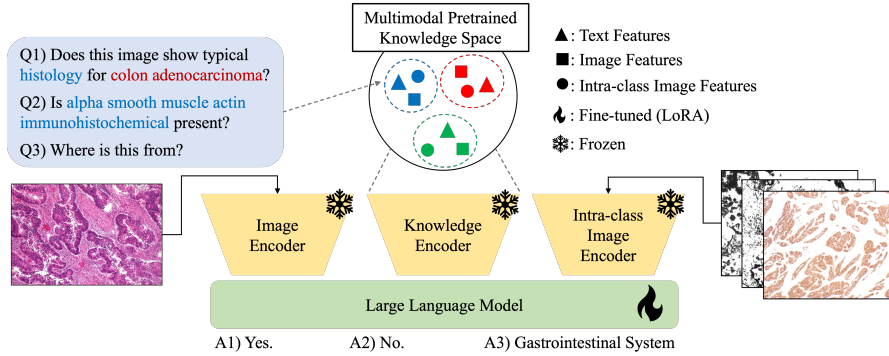 Multimodal Pretrained
Knowledge Space
Q1) Does this image show typical
histology for colon adenocarcinoma?
Q2) Is alpha smooth muscle actin
immunohistochemical present?
Q3) Where is this from?
: Text Features
: Image Features
: Intra-class Image Features
: Fine-tuned (LoRA)
: Frozen
Image
Encoder
Knowledge
Encoder
Intra-class
Image
Encoder
Large Language Model
A1) Yes.
A2) No.
A3) Gastrointestinal System